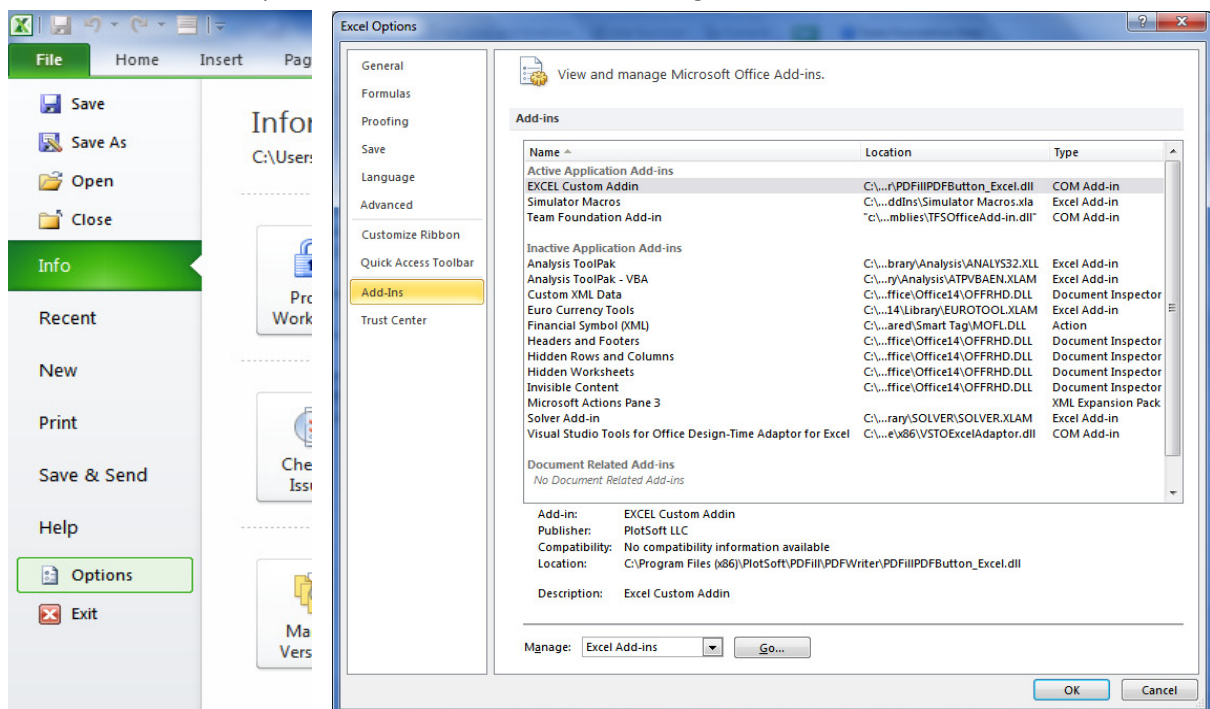 File Home Insert Pag
Save
Save As
Open
Close
Info
Recent
New
Print
Save & Send
Help
Options
Exit
Infor
C:\Users
Pro
Work
Che
Issu
Ma
Vers
Excel Options
General
Formulas
Proofing
Save
Language
Advanced
Customize Ribbon
Quick Access Toolbar
Add-Ins
Trust Center
View and manage Microsoft Office Add-ins.
Add-ins
Name Location Type
Active Application Add-ins
EXCEL Custom Addin C:\...r\PDFillPDFButton_Excel.dll COM Add-in
Simulator Macros C:\...ddIns\Simulator Macros.xla Excel Add-in
Team Foundation Add-in "c:\...mblies\TFSOfficeAdd-in.dll" COM Add-in
Inactive Application Add-ins
Analysis ToolPak C:\...brary\Analysis\ANALYS32.XLL Excel Add-in
Analysis ToolPak - VBA C:\...ry\Analysis\ATPVBAEN.XLAM Excel Add-in
Custom XML Data C:\...ffice\Office14\OFFRHD.DLL Document Inspector
Euro Currency Tools C:\...14\Library\EUROTOOL.XLAM Excel Add-in
Financial Symbol (XML) C:\...ared\Smart Tag\MOFL.DLL Action
Headers and Footers C:\...ffice\Office14\OFFRHD.DLL Document Inspector
Hidden Rows and Columns C:\...ffice\Office14\OFFRHD.DLL Document Inspector
Hidden Worksheets C:\...ffice\Office14\OFFRHD.DLL Document Inspector
Invisible Content C:\...ffice\Office14\OFFRHD.DLL Document Inspector
Microsoft Actions Pane 3 XML Expansion Pack
Solver Add-in C:\...rary\SOLVER\SOLVER.XLAM Excel Add-in
Visual Studio Tools for Office Design-Time Adaptor for Excel C:\...e\x86\VSTOExcelAdaptor.dll COM Add-in
Document Related Add-ins
No Document Related Add-ins
Add-in: EXCEL Custom Addin
Publisher: PlotSoft LLC
Compatibility: No compatibility information available
Location: C:\Program Files (x86)\PlotSoft\PDFill\PDFWriter\PDFillPDFButton_Excel.dll
Description: Excel Custom Addin
Manage: Excel Add-ins Go...
OK Cancel